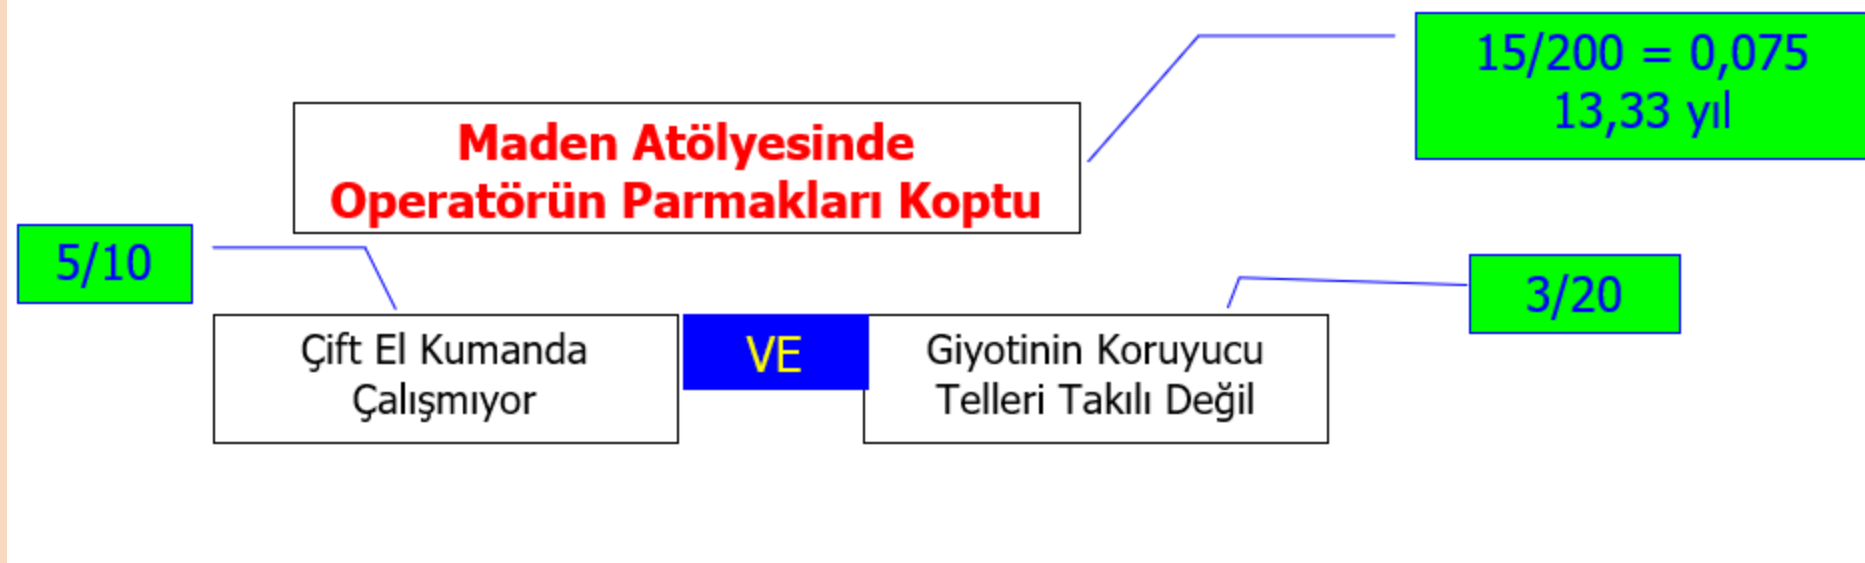 15/200 = 0,075
13,33 yıl
Maden Atölyesinde
Operatörün Parmakları Koptu
5/10
3/20
Çift El Kumanda
Çalışmıyor
VE
Giyotinin Koruyucu
Telleri Takılı Değil